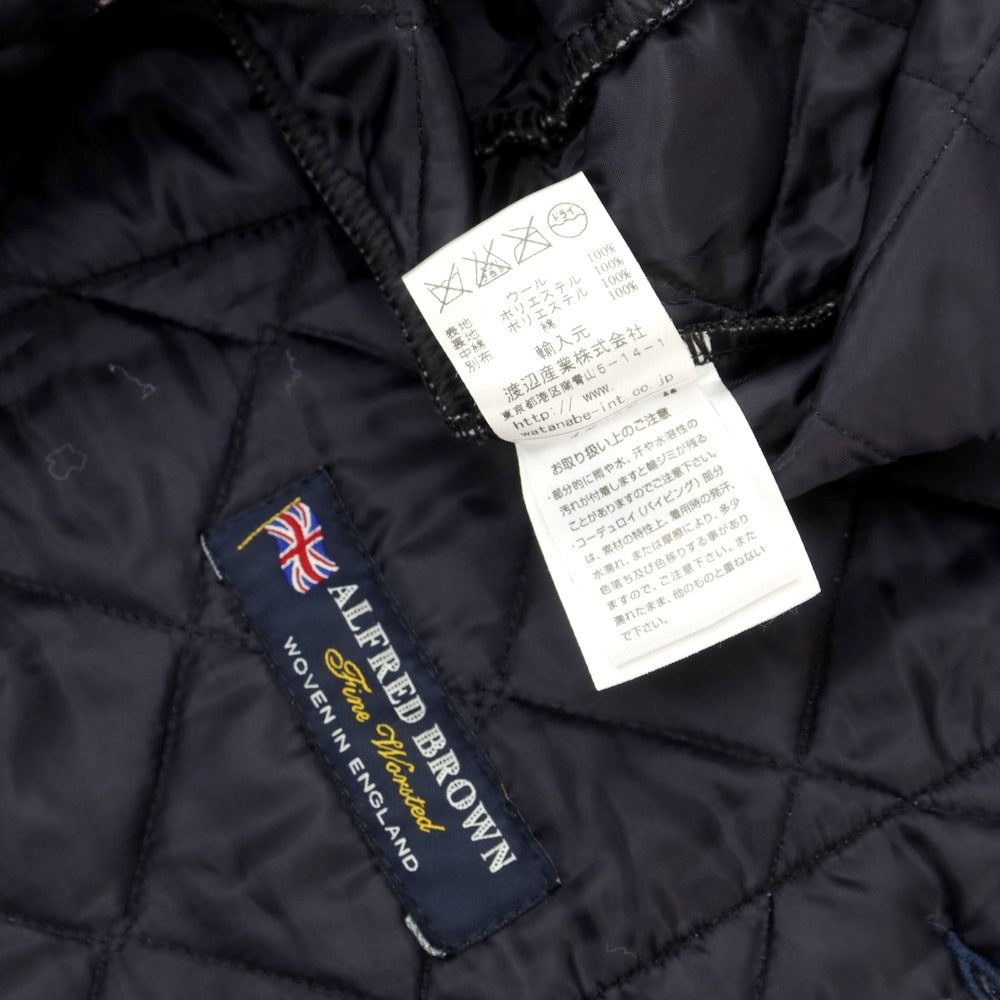 ドライ
表地 ウール 100%
裏地 ポリエステル 100%
中綿 ポリエステル 100%
別布 綿 100%
輸入元
渡辺産業株式会社
東京都港区南青山5-14-1
http:// www.
watanabe-int.co.jp
お取り扱い上のご注意
・部分的に雨や水、汗や水溶性の
汚れが付着しますと輪ジミが残る
ことがありますのでご注意下さい。
・コーデュロイ(パイピング)部分
は、素材の特性上、着用時の発汗、
水濡れ、または摩擦により、多少
色落ち及び色移りする事があり
ますので、ご注意下さい。また
濡れたまま、他のものと重ねない
で下さい。
ALFRED BROWN
Fine Worsted
WOVEN IN ENGLAND